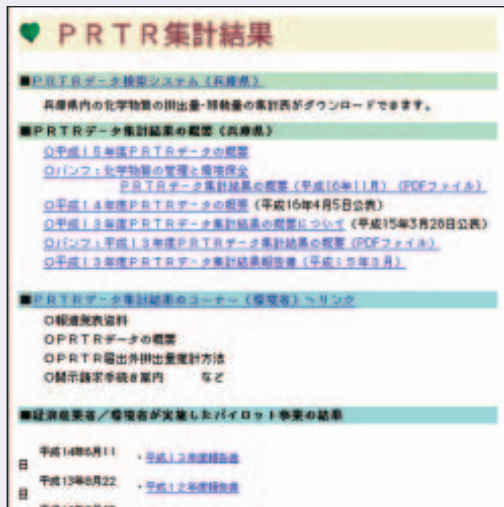 PRTR集計結果
■PRTRデータ検索システム(兵庫県)
兵庫県内の化学物質の排出量・移動量の集計表がダウンロードできます。
■PRTRデータ集計結果の概要(兵庫県)
○平成15年度PRTRデータの概要
○パンフ:化学物質の管理と環境保全
PRTRデータ集計結果の概要(平成16年11月)(PDFファイル)
○平成14年度PRTRデータの概要(平成16年4月5日公表)
○平成13年度PRTRデータ集計結果の概要について(平成15年3月28日公表)
○パンフ:平成13年度PRTRデータ集計結果の概要(PDFファイル)
○平成13年度PRTRデータ集計結果報告書(平成15年3月)
■PRTRデータ集計結果のコーナー(環境省)へリンク
○報道発表資料
○PRTRデータの概要
○PRTR届出外排出量推計方法
○開示請求手続き案内 など
■経済産業省/環境省が実施したパイロット事業の結果
平成14年6月11
日
・平成13年度報告書
平成13年8月22
日
・平成12年度報告書